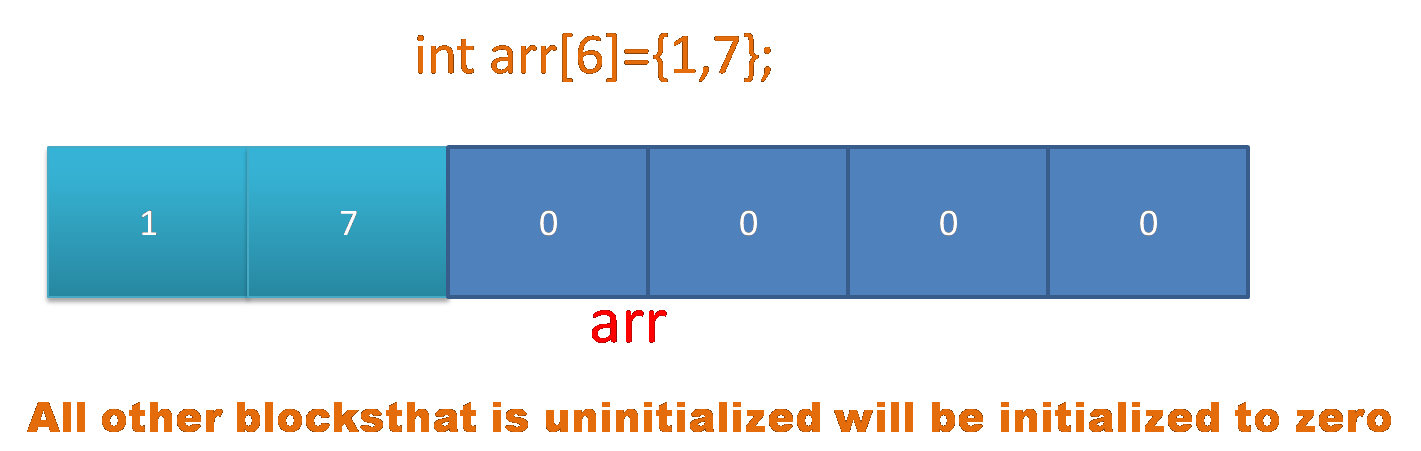 int arr[6]={1,7};
1 7 0 0 0 0
arr
All other blocksthat is uninitialized will be initialized to zero